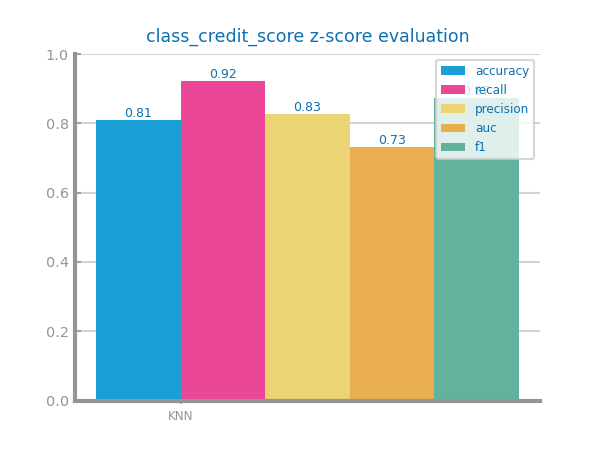 class_credit_score z-score evaluation
1.0
0.8
0.6
0.4
0.2
0.0
0.81
0.92
0.83
0.73
accuracy
recall
precision
auc
f1
KNN